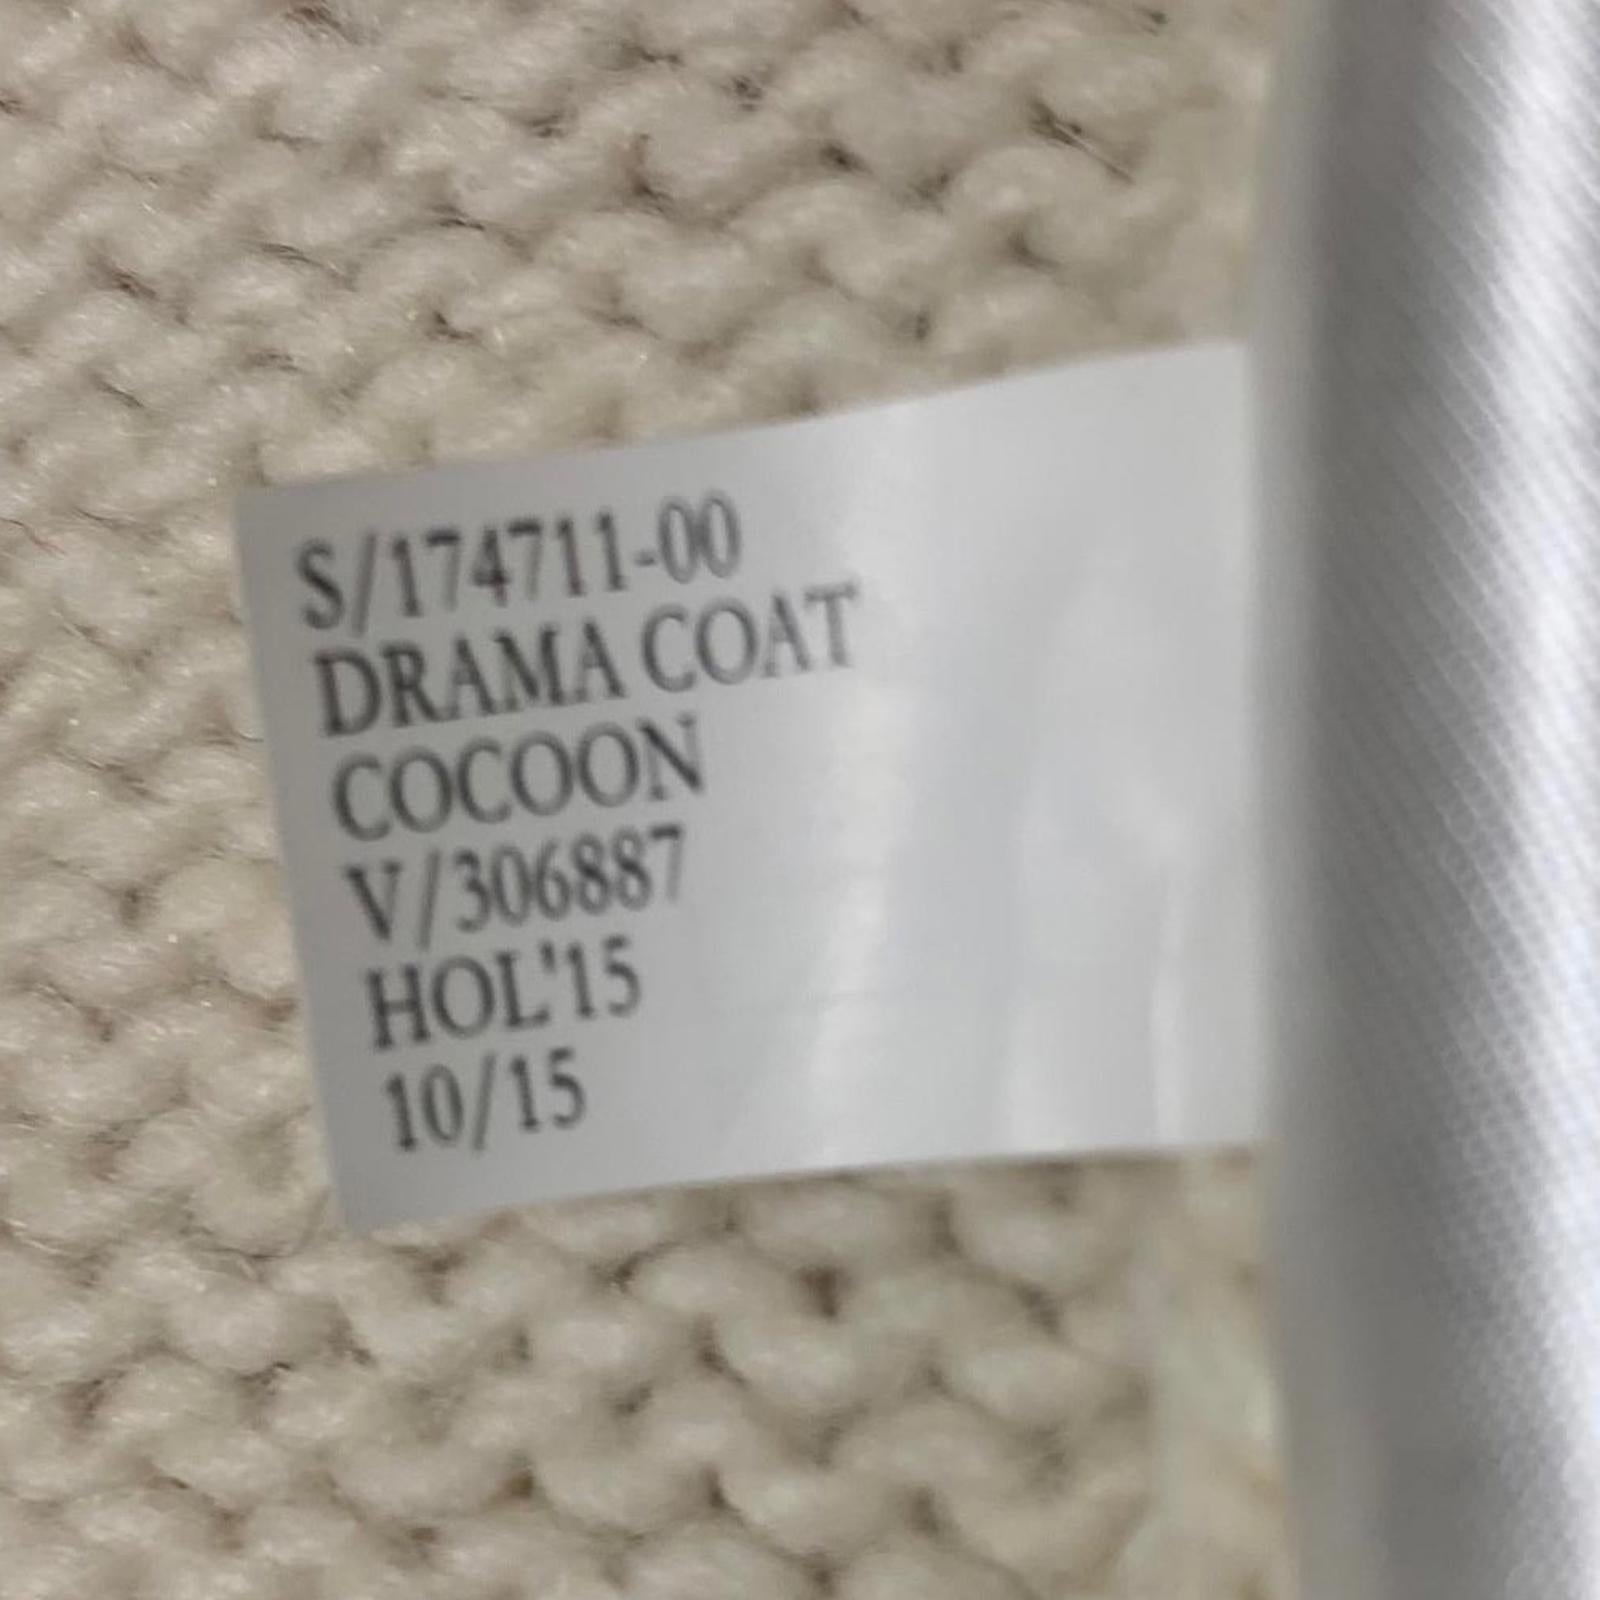 S/174711-00
DRAMA COAT
COCOON
V/306887
HOL'15
10/15